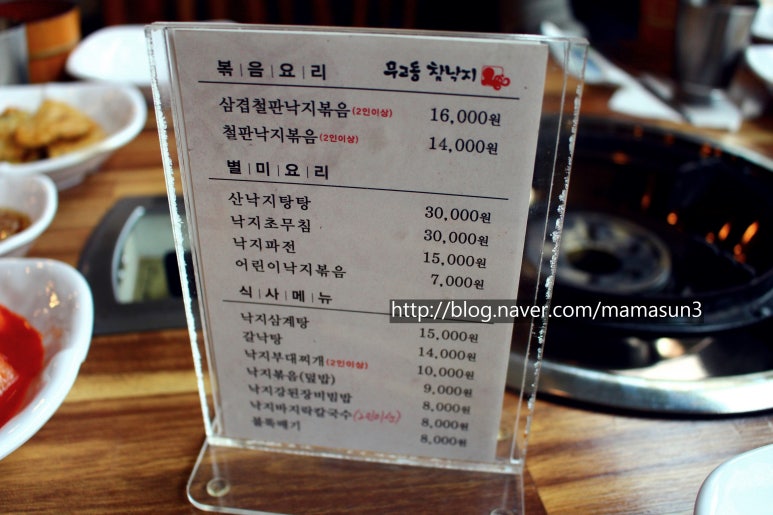 볶|음|요|리 무교동 참낙지
삼겹철판낙지볶음(2인이상) 16,000원
철판낙지볶음(2인이상) 14,000원
별|미|요|리
산낙지탕탕 30,000원
낙지초무침 30,000원
낙지파전 15,000원
어린이낙지볶음 7,000원
식|사|메|뉴
http://blog.naver.com/mamasun3
낙지삼계탕 15,000원
갈낙탕 14,000원
낙지부대찌개(2인이상) 10,000원
낙지볶음(덮밥) 9,000원
낙지강된장비빔밥 8,000원
낙지바지락칼국수(2인이상) 8,000원
불뚝배기 8,000원